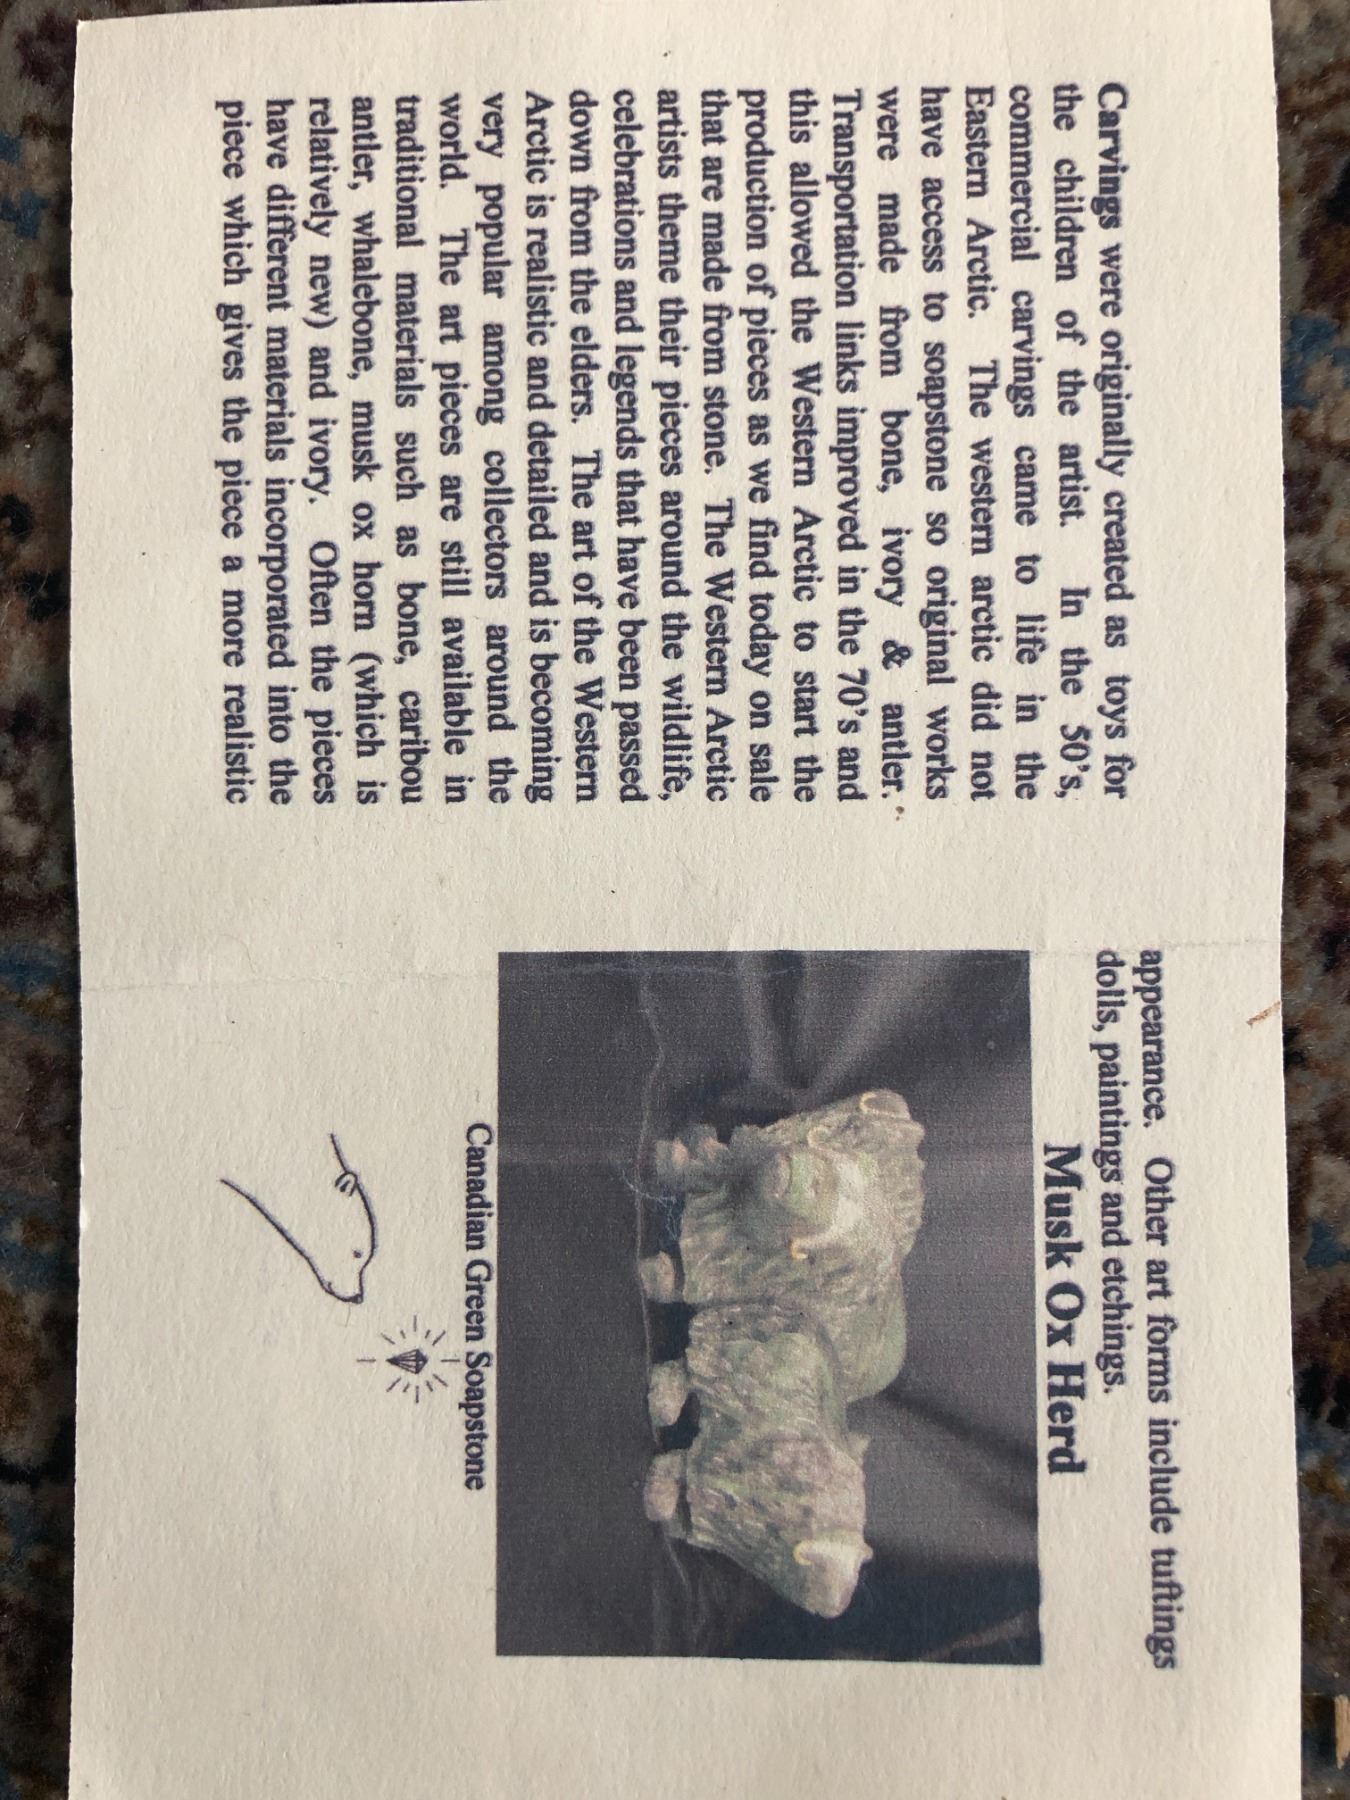 Carvings were originally created as toys for
the children of the artist. In the 50's,
commercial carvings came to life in the
Eastern Arctic. The western arctic did not
have access to soapstone so original works
were made from bone, ivory & antler.
Transportation links improved in the 70's and
this allowed the Western Arctic to start the
production of pieces as we find today on sale
that are made from stone. The Western Arctic
artists theme their pieces around the wildlife,
celebrations and legends that have been passed
down from the elders. The art of the Western
Arctic is realistic and detailed and is becoming
very popular among collectors around the
world. The art pieces are still available in
traditional materials such as bone, caribou
antler, whalebone, musk ox horn (which is
relatively new) and ivory. Often the pieces
have different materials incorporated into the
piece which gives the piece a more realistic
appearance. Other art forms include tuftings
dolls, paintings and etchings.
Musk Ox Herd
Canadian Green Soapstone